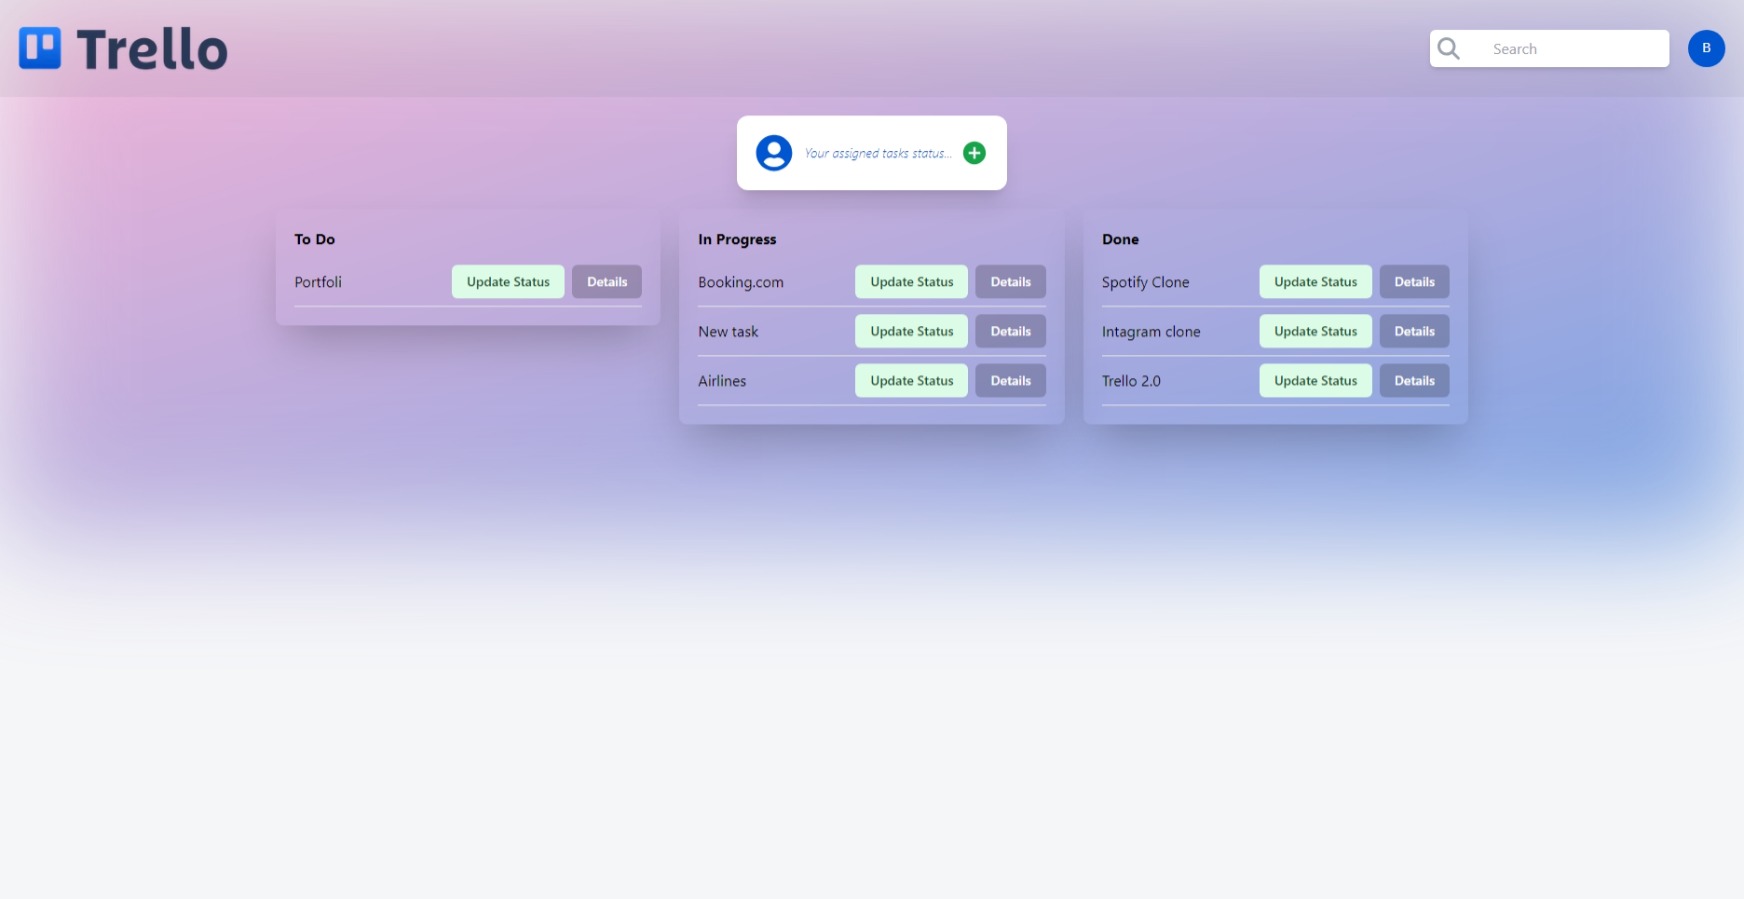 Trello
Search
B
Your assigned tasks status...
To Do
Portfoli Update Status Details
In Progress
Booking.com Update Status Details
New task Update Status Details
Airlines Update Status Details
Done
Spotify Clone Update Status Details
Intagram clone Update Status Details
Trello 2.0 Update Status Details